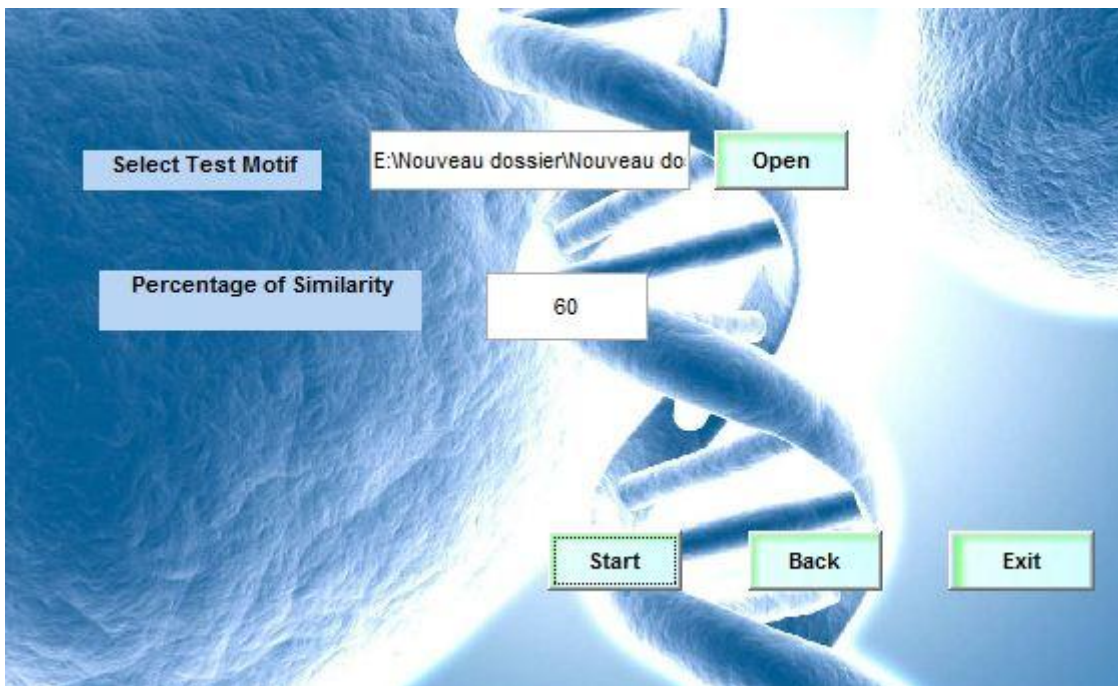 Select Test Motif
E:\Nouveau dossier\Nouveau do
Open
Percentage of Similarity
60
Start
Back
Exit